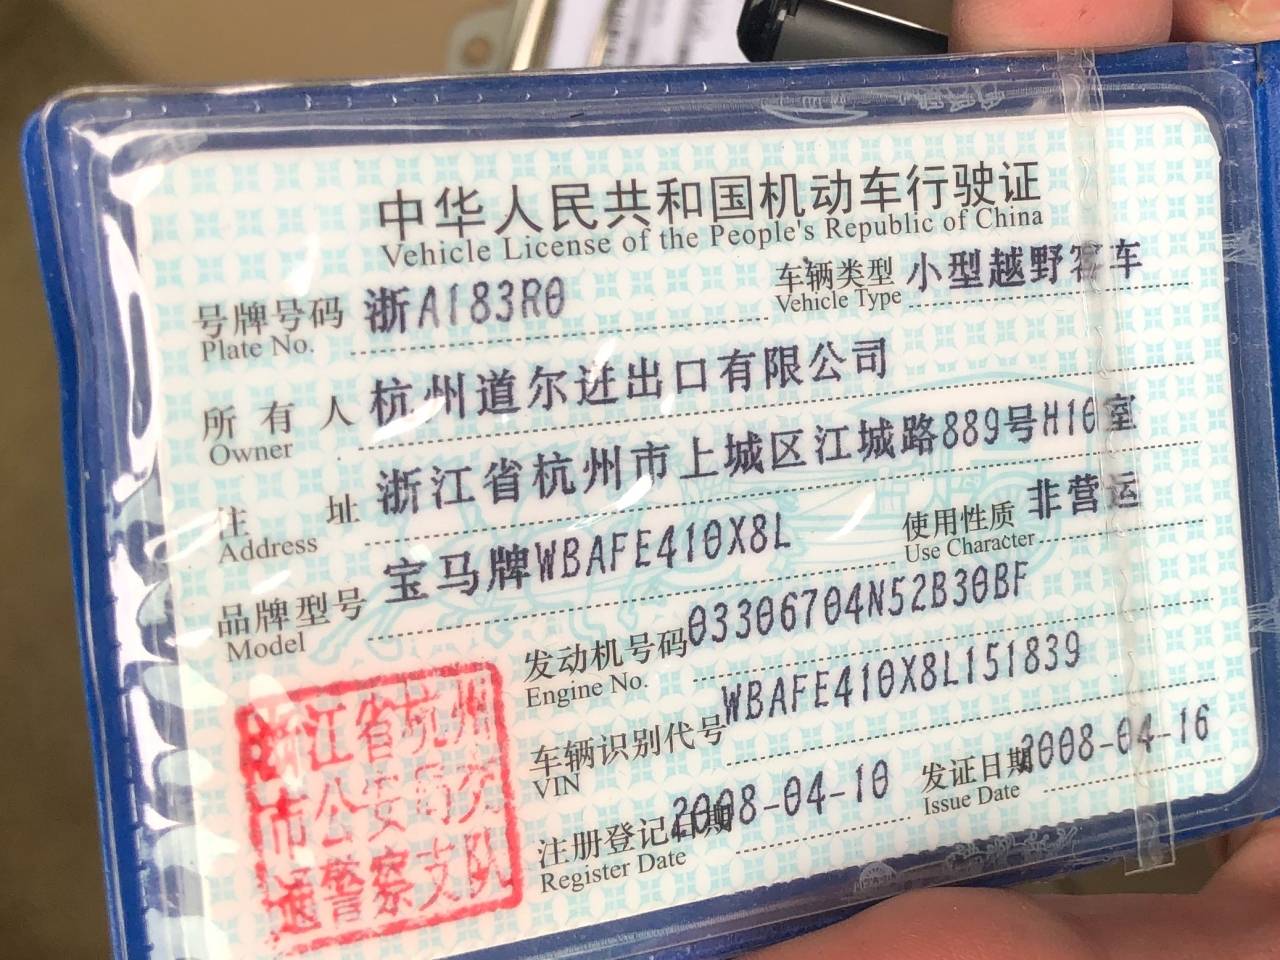 中华人民共和国机动车行驶证
Vehicle License of the People's Republic of China
号牌号码 浙A183R0 车辆类型 小型越野客车
Plate No. Vehicle Type
所有人 杭州道尔进出口有限公司
Owner
住址 浙江省杭州市上城区江城路889号H10室
Address
品牌型号 宝马牌WBAFE410X8L 使用性质 非营运
Model Use Character
发动机号码 03306704N52B30BF
Engine No.
车辆识别代号 WBAFE410X8L151839
VIN
注册登记日期 2008-04-10 发证日期 2008-04-16
Register Date Issue Date
浙江省杭州
市公安局交
通警察支队